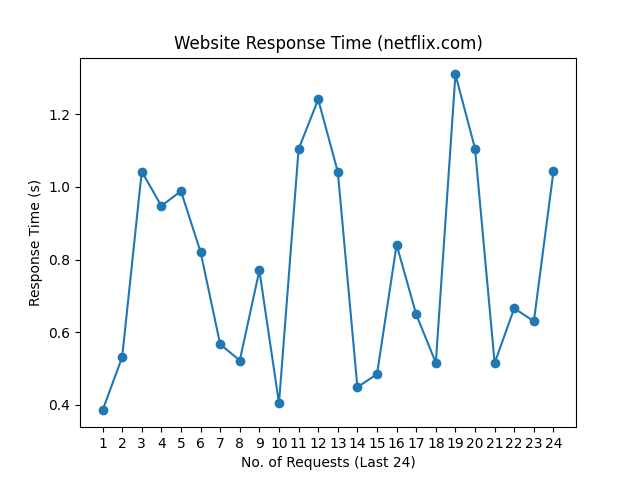 Website Response Time (netflix.com)
Response Time (s)
1.2
1.0
0.8
0.6
0.4
1 2 3 4 5 6 7 8 9 10 11 12 13 14 15 16 17 18 19 20 21 22 23 24
No. of Requests (Last 24)